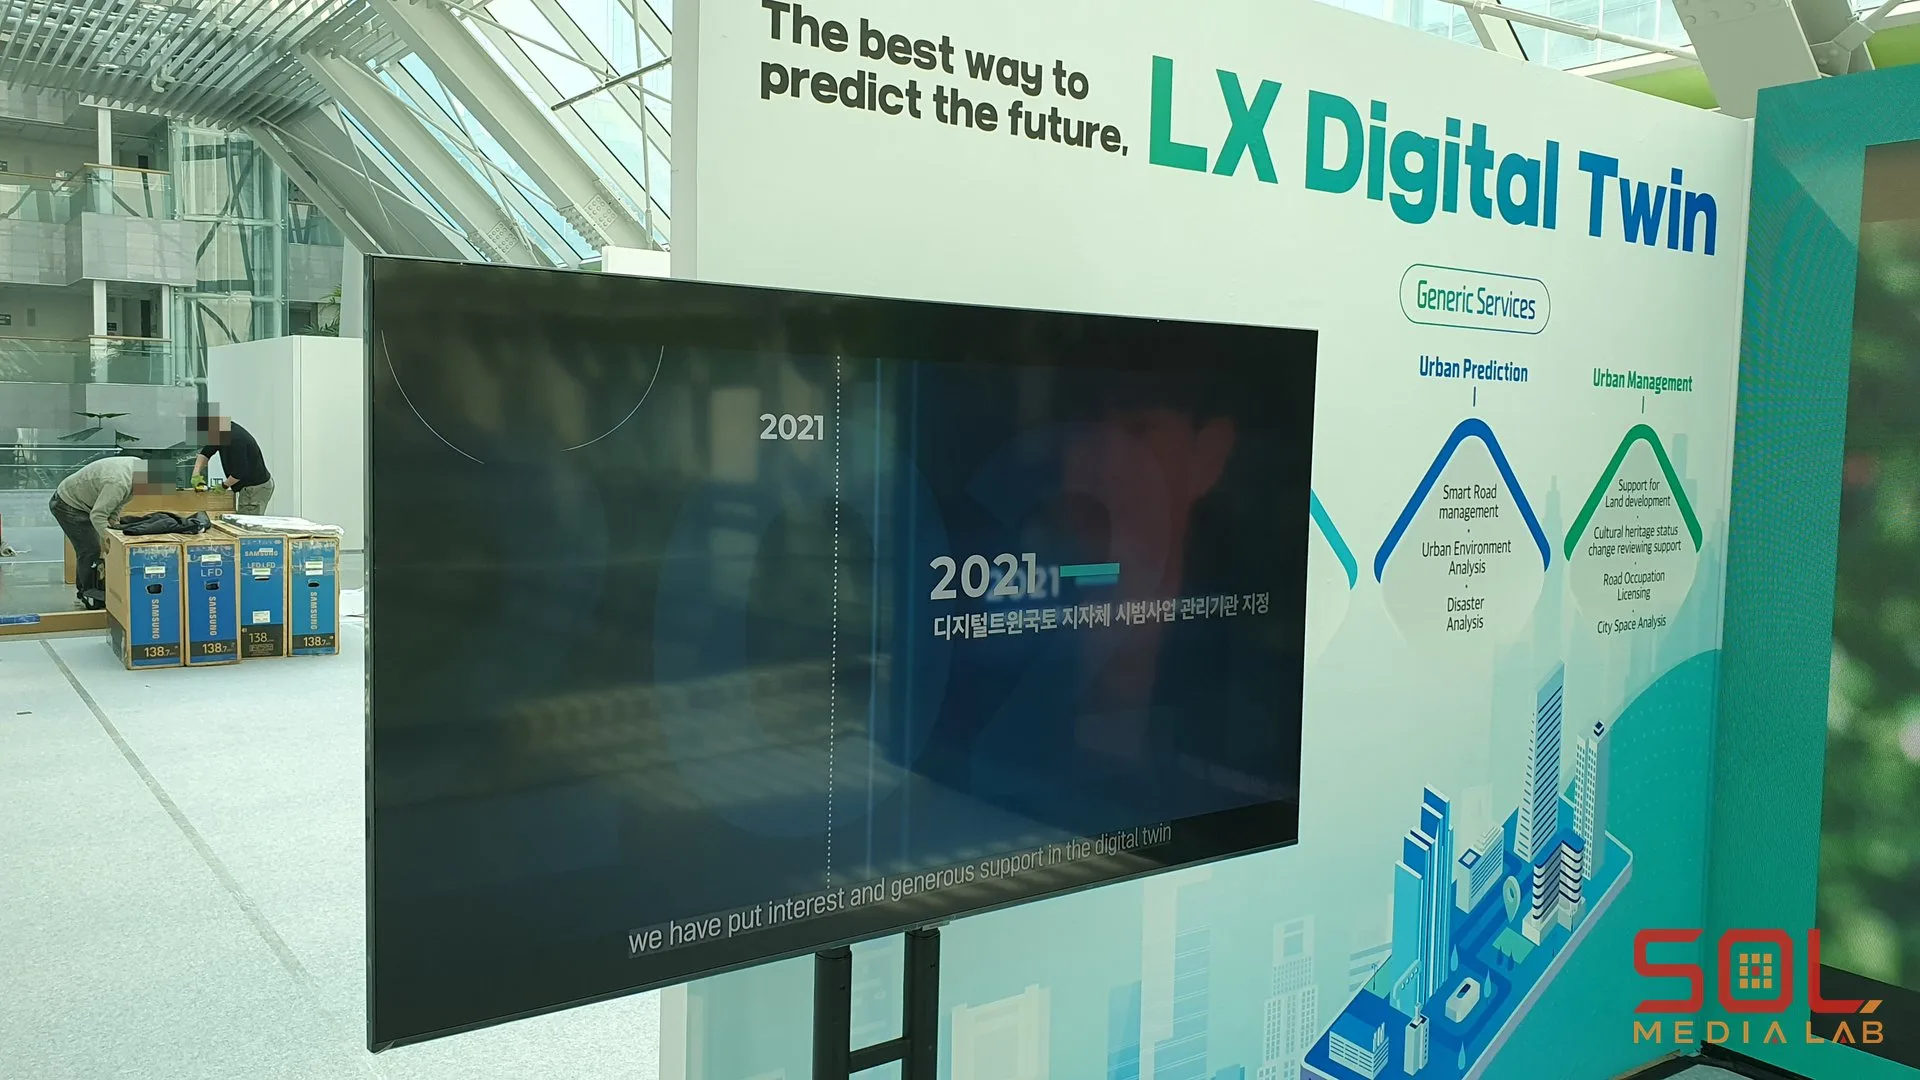 The best way to
predict the future,
LX Digital Twin
Generic Services
Urban Prediction
Smart Road
management
Urban Environment
Analysis
Disaster
Analysis
Urban Management
Support for
Land development
Cultural heritage status
change reviewing support
Road Occupation
Licensing
City Space Analysis
2021
2021
디지털트윈국토 지자체 시범사업 관리기관 지정
we have put interest and generous support in the digital twin
LFD
SAMSUNG
138.7
LFD
SAMSUNG
138.7
SAMSUNG
138
SAMSUNG
138.7
SOL
MEDIA LAB